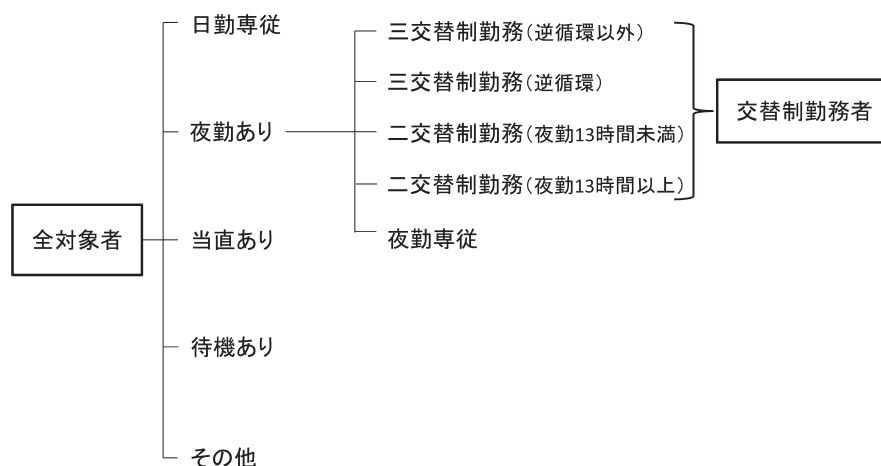 日勤専従
三交替制勤務(逆循環以外)
三交替制勤務(逆循環)
交替制勤務者
夜勤あり
二交替制勤務(夜勤13時間未満)
二交替制勤務(夜勤13時間以上)
全対象者
当直あり
夜勤専従
待機あり
その他